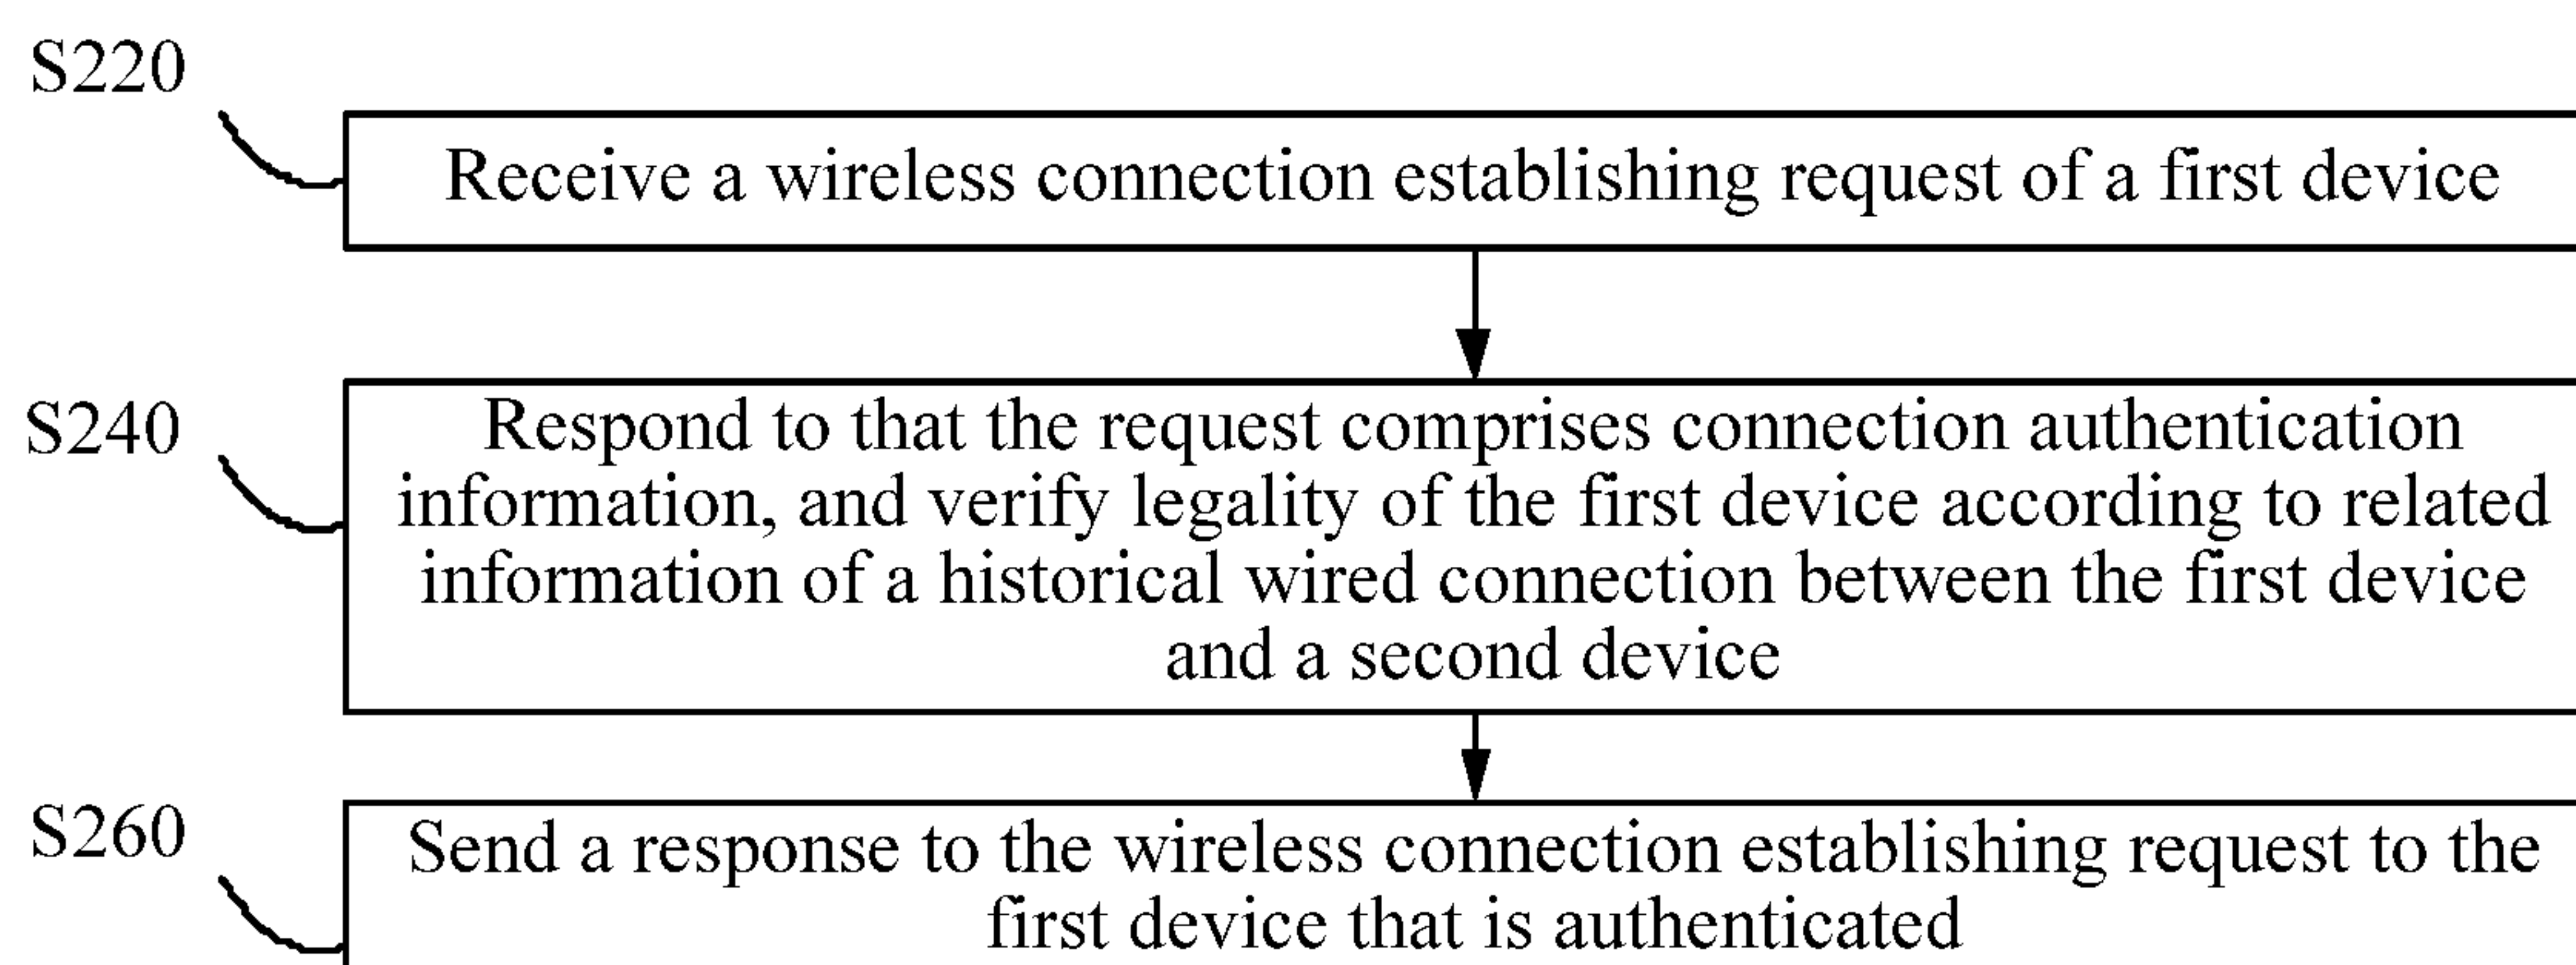 S220
Receive a wireless connection establishing request of a first device
S240
Respond to that the request comprises connection authentication
information, and verify legality of the first device according to related
information of a historical wired connection between the first device
and a second device
S260
Send a response to the wireless connection establishing request to the
first device that is authenticated